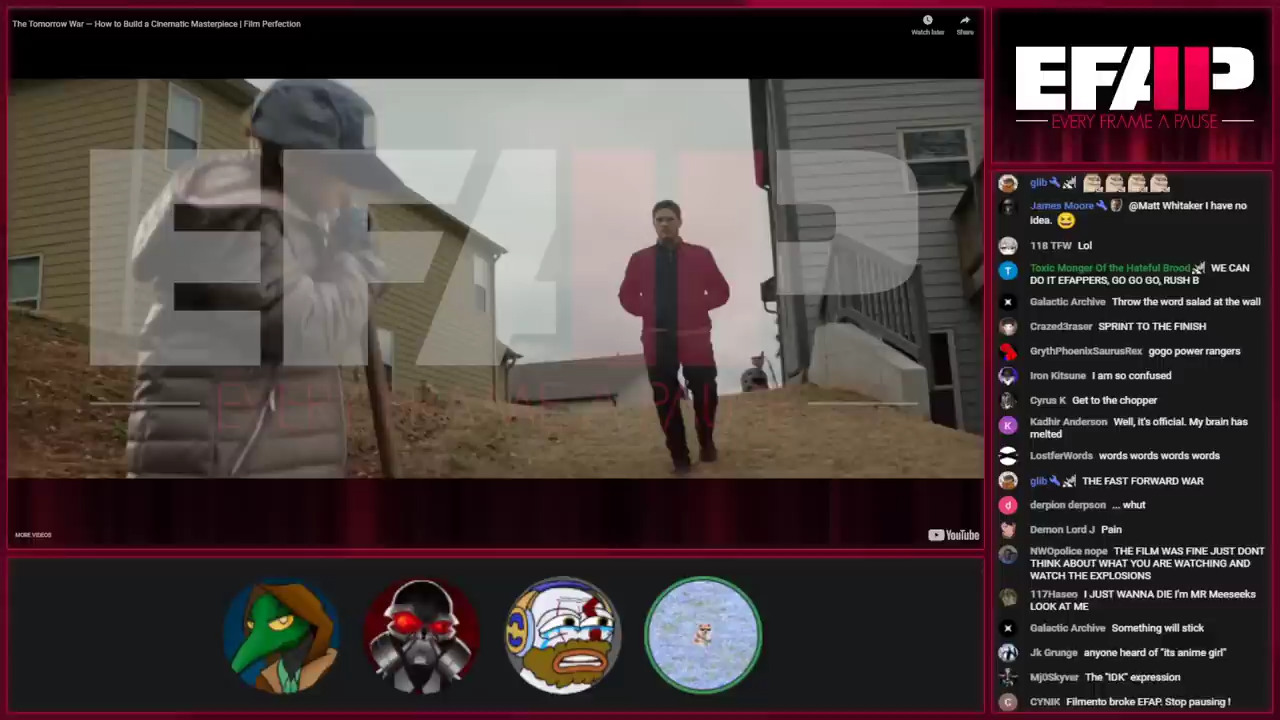 The Tomorrow War — How to Build a Cinematic Masterpiece | Film Perfection
Watch later
Share
EFAP
EVERY FRAME A PAUSE
MORE VIDEOS
YouTube
EFAP
EVERY FRAME A PAUSE
glib
James Moore @Matt Whitaker I have no
idea.
118 TFW Lol
Toxic Monger Of the Hateful Brood WE CAN
DO IT EFAPPERS, GO GO GO, RUSH B
Galactic Archive Throw the word salad at the wall
Crazed3raser SPRINT TO THE FINISH
GrythPhoenixSaurusRex gogo power rangers
Iron Kitsune I am so confused
Cyrus K Get to the chopper
Kadhir Anderson Well, it's official. My brain has
melted
LostferWords words words words words
glib THE FAST FORWARD WAR
derpion derpson ... whut
Demon Lord J Pain
NWOpolice nope THE FILM WAS FINE JUST DONT
THINK ABOUT WHAT YOU ARE WATCHING AND
WATCH THE EXPLOSIONS
117Haseo I JUST WANNA DIE I'm MR Meeseeks
LOOK AT ME
Galactic Archive Something will stick
Jk Grunge anyone heard of "its anime girl"
Mj0Skyver The "IDK" expression
CYNIK Filmento broke EFAP. Stop pausing !